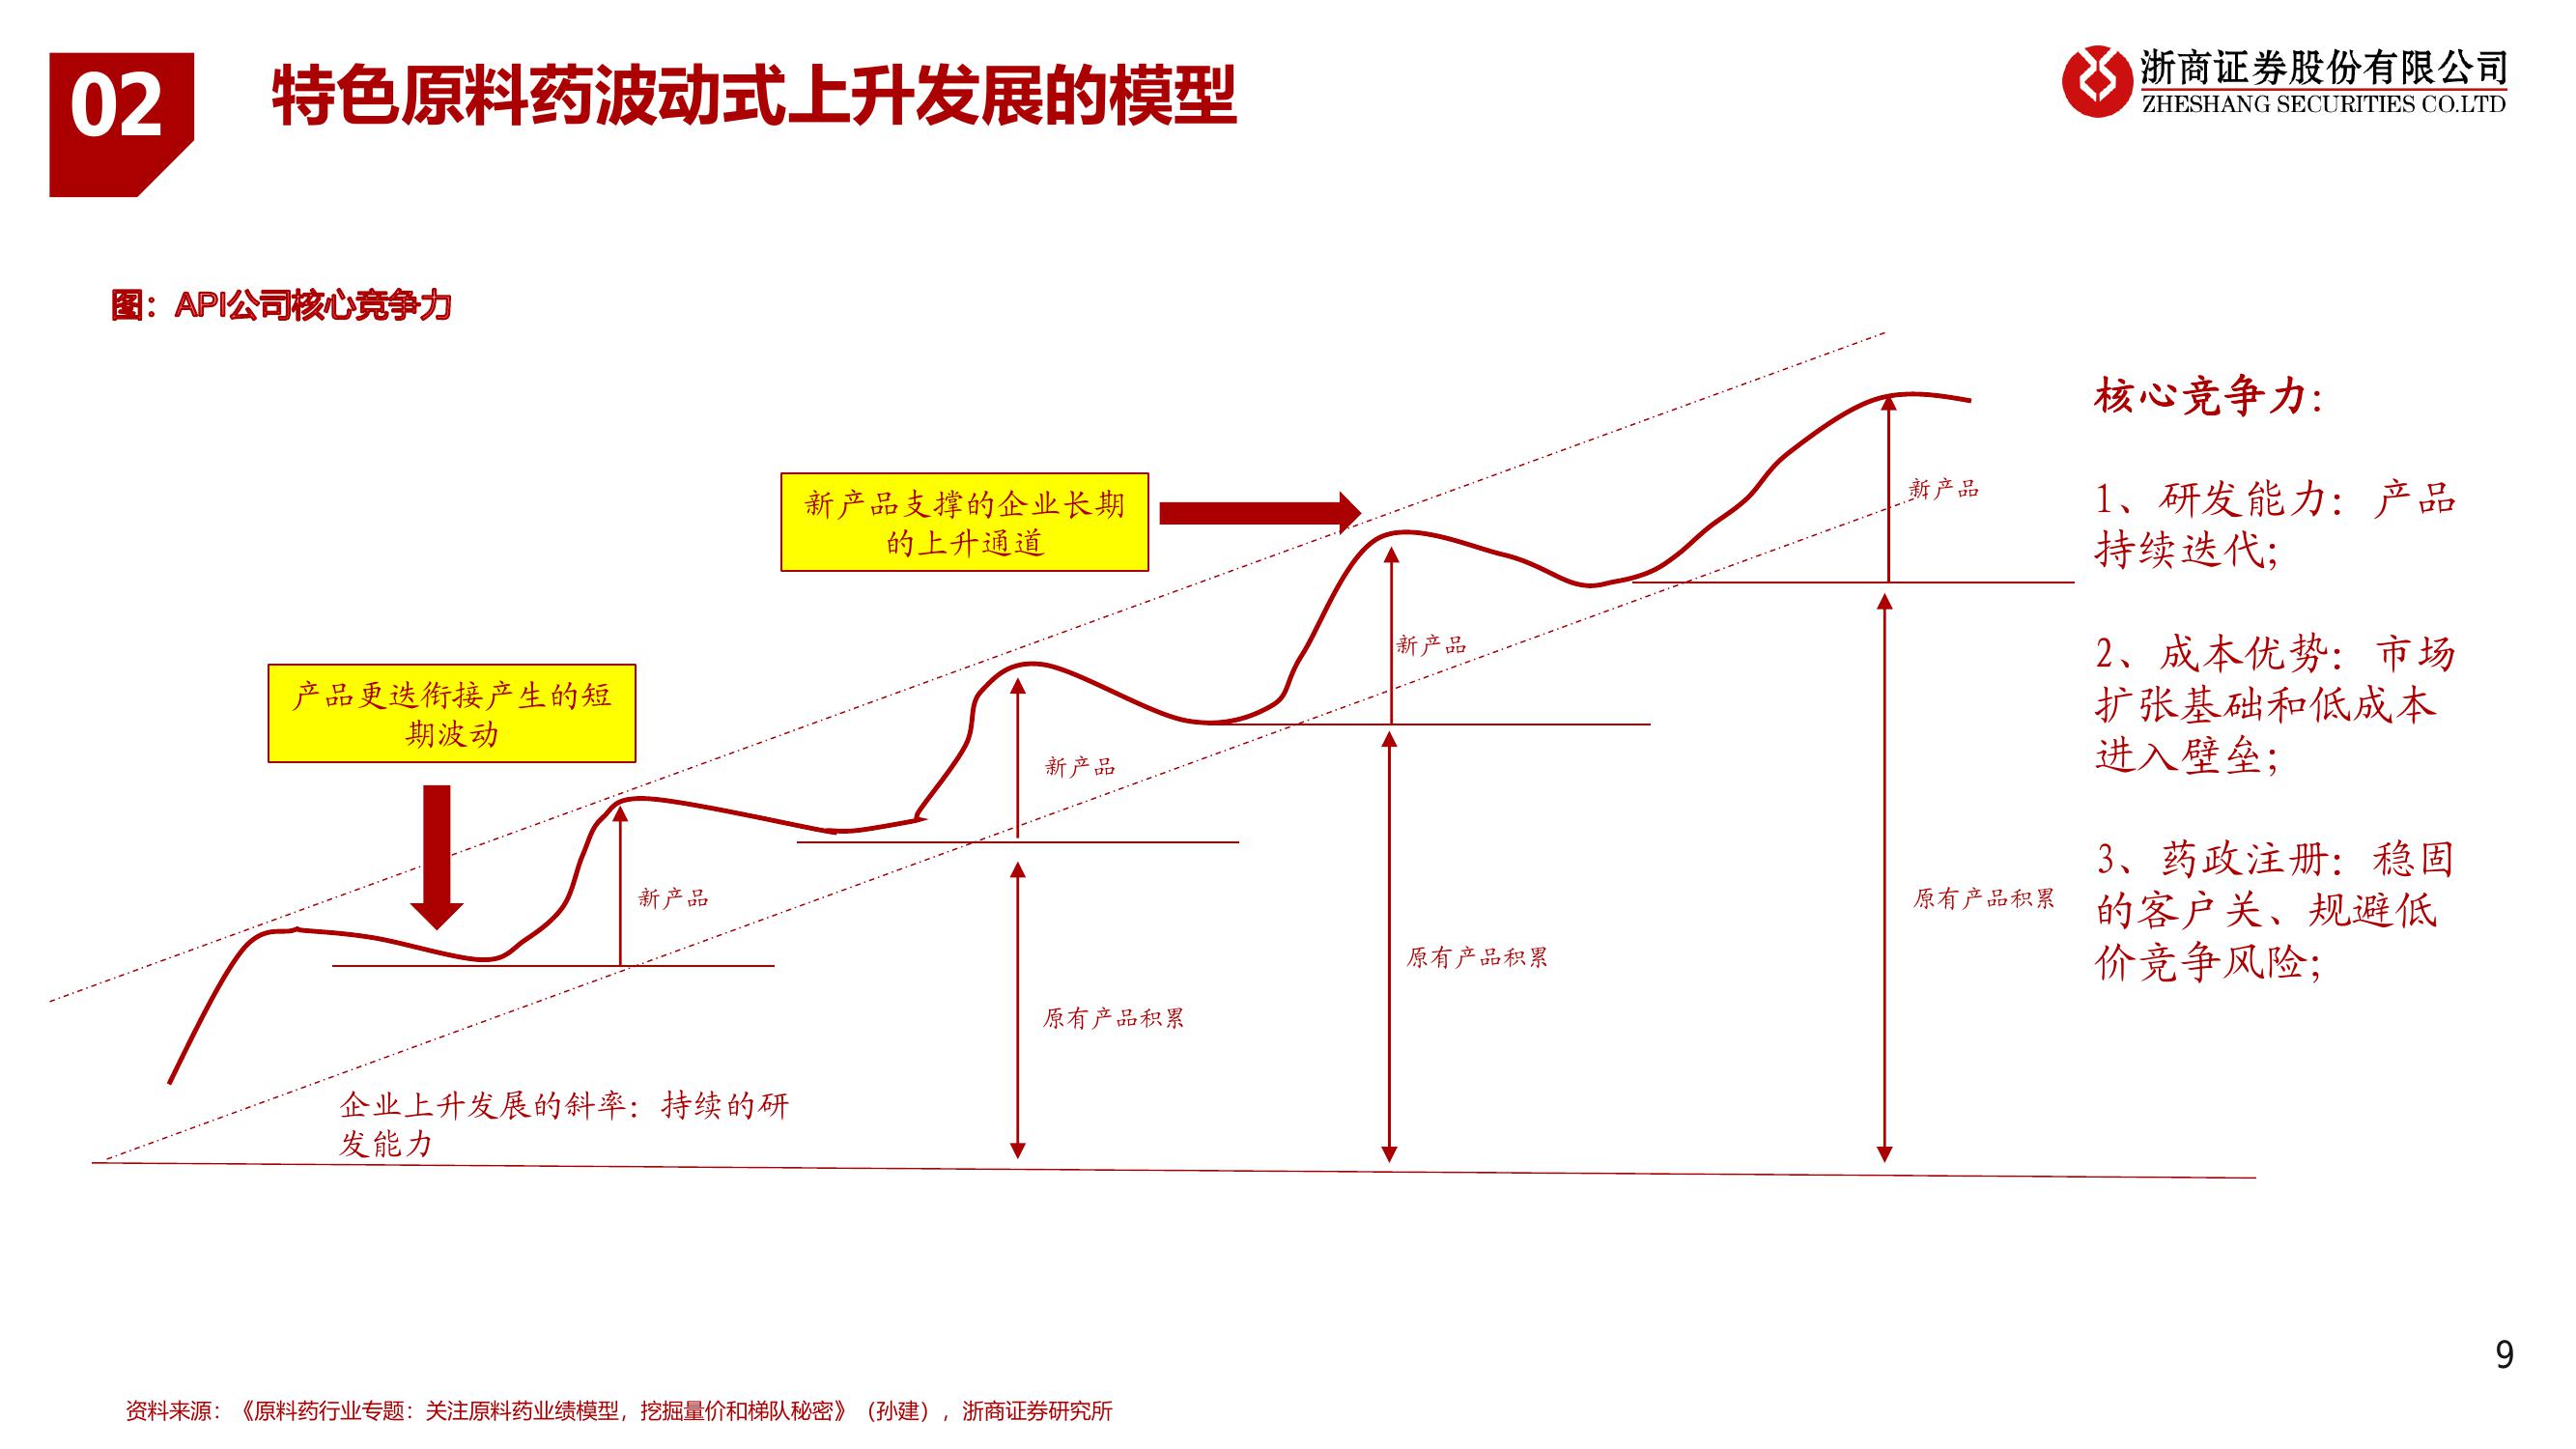 02
特色原料药波动式上升发展的模型
浙商证券股份有限公司
ZHESHANG SECURITIES CO.LTD
图：API公司核心竞争力
新产品支撑的企业长期
的上升通道
产品更迭衔接产生的短
期波动
新产品
新产品
新产品
新产品
原有产品积累
原有产品积累
原有产品积累
企业上升发展的斜率：持续的研
发能力
核心竞争力：
1、研发能力：产品
持续迭代；
2、成本优势：市场
扩张基础和低成本
进入壁垒；
3、药政注册：稳固
的客户关、规避低
价竞争风险；
9
资料来源：《原料药行业专题：关注原料药业绩模型，挖掘量价和梯队秘密》（孙建），浙商证券研究所